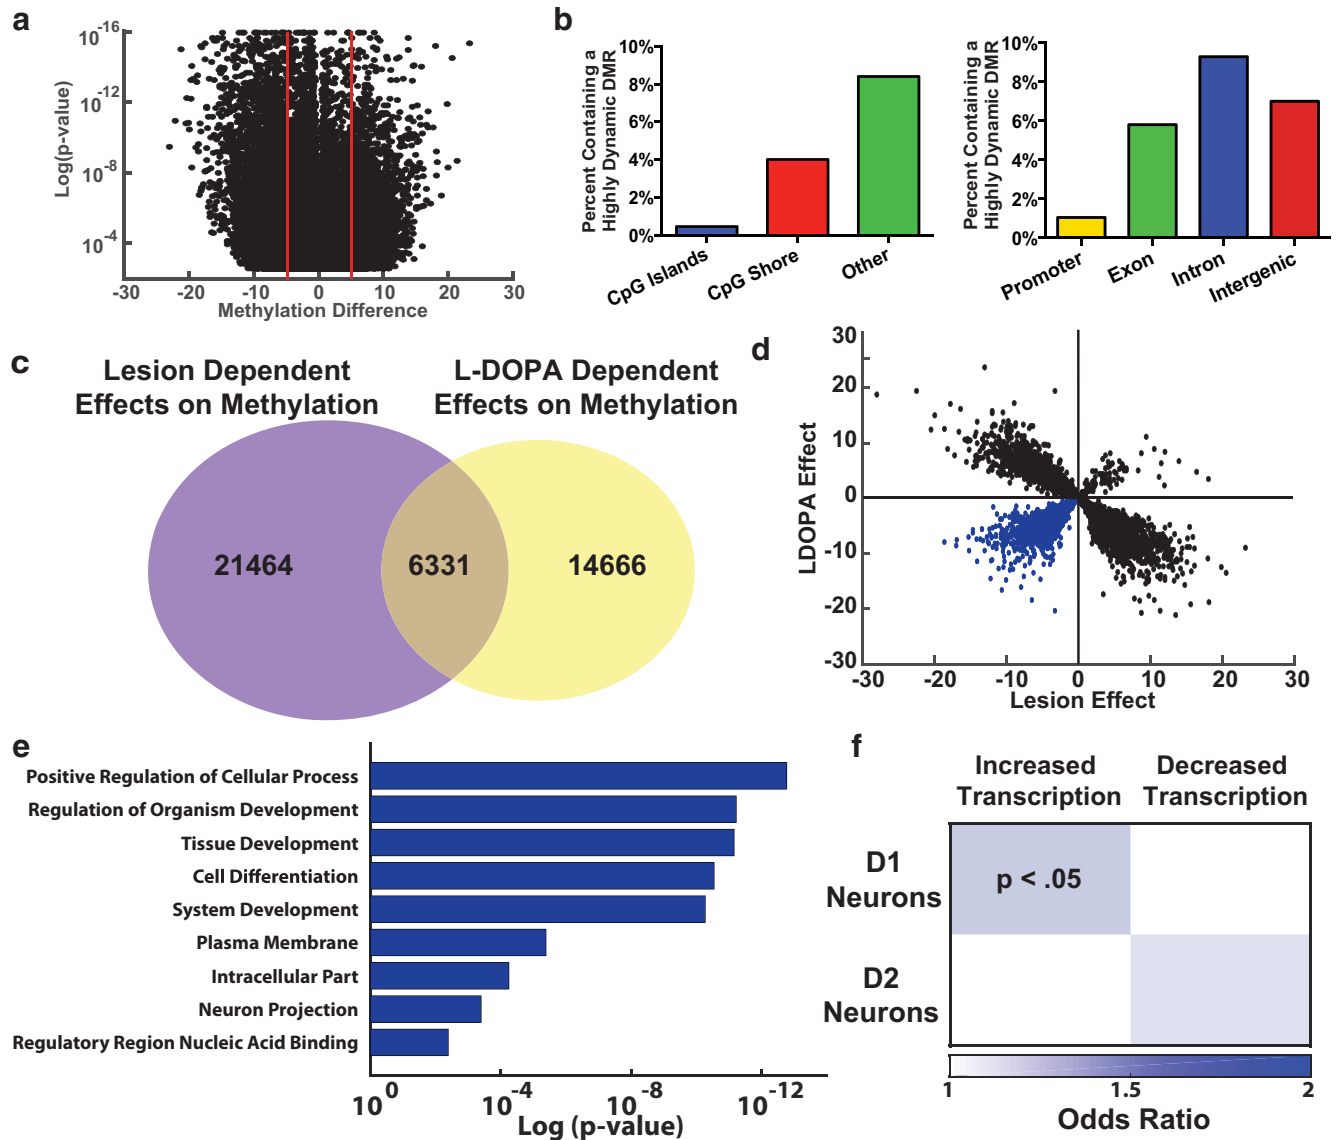 a
10-16
10-12
10-8
10-4
Log(p-value)
-30 -20 -10 0 10 20 30
Methylation Difference
b
Percent Containing a
Highly Dynamic DMR
10%
8%
6%
4%
2%
0%
CpG Islands
CpG Shore
Other
Percent Containing a
Highly Dynamic DMR
10%
8%
6%
4%
2%
0%
Promoter
Exon
Intron
Intergenic
c
Lesion Dependent
Effects on Methylation
L-DOPA Dependent
Effects on Methylation
21464
6331
14666
d
30
20
10
0
-10
-20
-30
LDOPA Effect
-30 -20 -10 0 10 20 30
Lesion Effect
e
Positive Regulation of Cellular Process
Regulation of Organism Development
Tissue Development
Cell Differentiation
System Development
Plasma Membrane
Intracellular Part
Neuron Projection
Regulatory Region Nucleic Acid Binding
10 0 10 -4 10 -8 10 -12
Log (p-value)
f
Increased
Transcription
Decreased
Transcription
D1
Neurons
p < .05
D2
Neurons
1 1.5 2
Odds Ratio